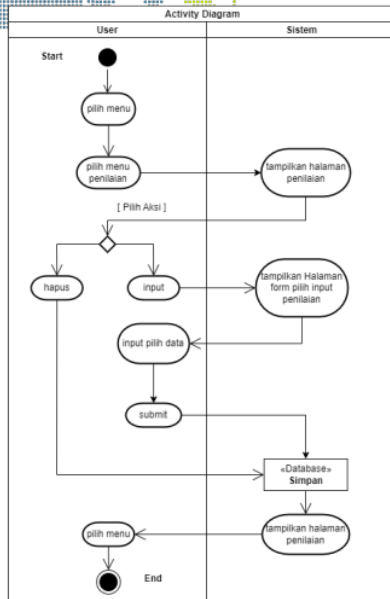 Activity Diagram
User
Sistem
Start
pilih menu
pilih menu
penilaian
tampilkan halaman
penilaian
[ Pilih Aksi ]
hapus
input
tampilkan Halaman
form pilih input
penilaian
input pilih data
submit
«Database»
Simpan
pilih menu
tampilkan halaman
penilaian
End